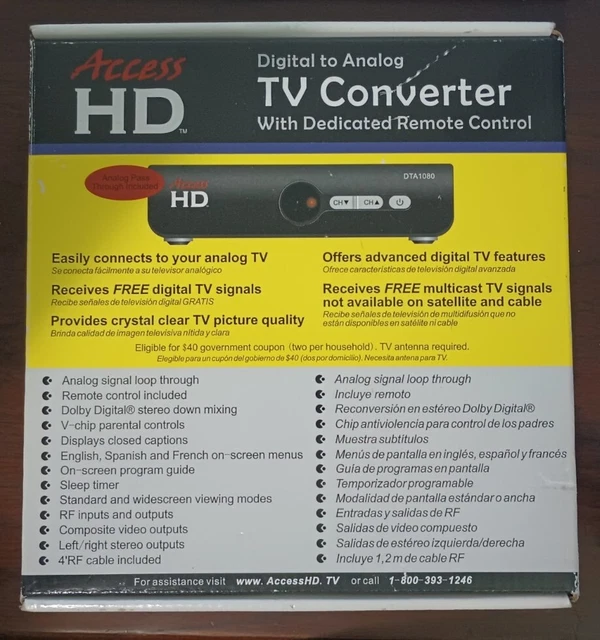 Access
HD™
Digital to Analog
TV Converter
With Dedicated Remote Control
Analog Pass
Through Included
Access
HD
DTA1080
CH▼
CH▲
Easily connects to your analog TV
Se conecta fácilmente a su televisor analógico
Receives FREE digital TV signals
Recibe señales de televisión digital GRATIS
Provides crystal clear TV picture quality
Brinda calidad de imagen televisiva nítida y clara
Offers advanced digital TV features
Ofrece características de televisión digital avanzada
Receives FREE multicast TV signals
not available on satellite and cable
Recibe señales de televisión de multidifusión que no
están disponibles en satélite ni cable
Eligible for $40 government coupon (two per household). TV antenna required.
Elegible para un cupón del gobierno de $40 (dos por domicilio). Necesita antena para TV.
Analog signal loop through
Remote control included
Dolby Digital® stereo down mixing
V-chip parental controls
Displays closed captions
English, Spanish and French on-screen menus
On-screen program guide
Sleep timer
Standard and widescreen viewing modes
RF inputs and outputs
Composite video outputs
Left/right stereo outputs
4'RF cable included
Analog signal loop through
Incluye remoto
Reconversión en estéreo Dolby Digital®
Chip antiviolencia para control de los padres
Muestra subtitulos
Menús de pantalla en inglés, español y francés
Guía de programas en pantalla
Temporizador programable
Modalidad de pantalla estándar o ancha
Entradas y salidas de RF
Salidas de vídeo compuesto
Salidas de estéreo izquierda/derecha
Incluye 1,2 m de cable RF
For assistance visit www. AccessHD. TV or call 1-800-393-1246